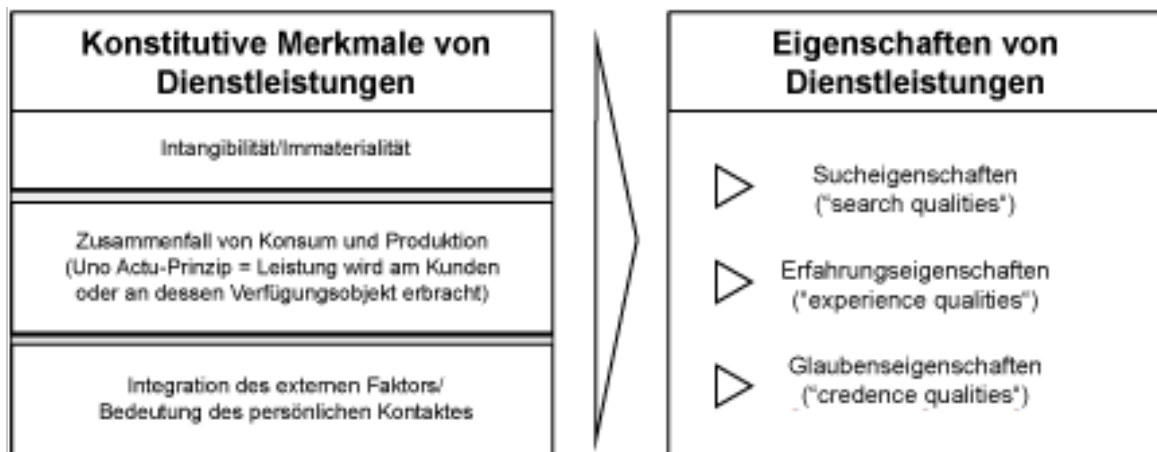 Konstitutive Merkmale von
Dienstleistungen
Intangibilität/Immaterialität
Zusammenfall von Konsum und Produktion
(Uno Actu-Prinzip = Leistung wird am Kunden
oder an dessen Verfügungsobjekt erbracht)
Integration des externen Faktors/
Bedeutung des persönlichen Kontaktes
Eigenschaften von
Dienstleistungen
Sucheigenschaften
("search qualities")
Erfahrungseigenschaften
("experience qualities")
Glaubenseigenschaften
("credence qualities")